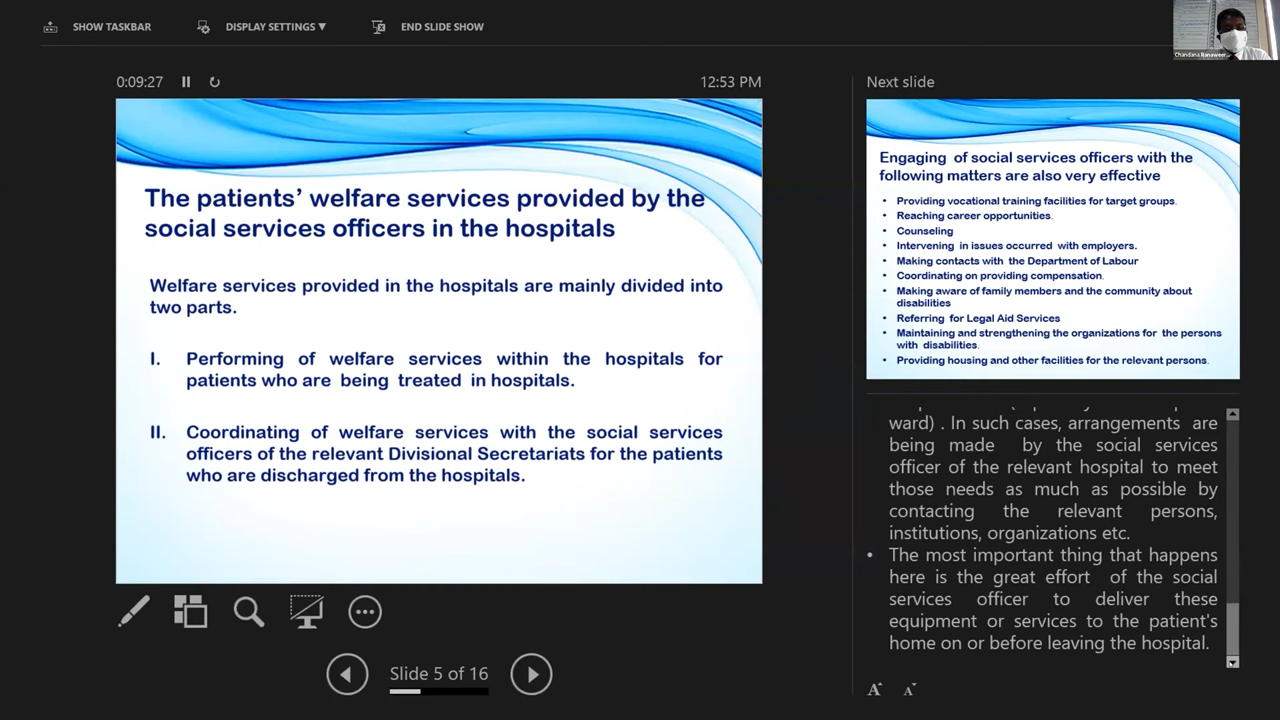 SHOW TASKBAR
DISPLAY SETTINGS ▼
END SLIDE SHOW
0:09:27
12:53 PM
The patients’ welfare services provided by the
social services officers in the hospitals
Welfare services provided in the hospitals are mainly divided into
two parts.
I. Performing of welfare services within the hospitals for
patients who are being treated in hospitals.
II. Coordinating of welfare services with the social services
officers of the relevant Divisional Secretariats for the patients
who are discharged from the hospitals.
Slide 5 of 16
Next slide
Engaging of social services officers with the
following matters are also very effective
• Providing vocational training facilities for target groups.
• Reaching career opportunities.
• Counseling
• Intervening in issues occurred with employers.
• Making contacts with the Department of Labour
• Coordinating on providing compensation.
• Making aware of family members and the community about
disabilities
• Referring for Legal Aid Services
• Maintaining and strengthening the organizations for the persons
with disabilities.
• Providing housing and other facilities for the relevant persons.
ward) . In such cases, arrangements are
being made by the social services
officer of the relevant hospital to meet
those needs as much as possible by
contacting the relevant persons,
institutions, organizations etc.
• The most important thing that happens
here is the great effort of the social
services officer to deliver these
equipment or services to the patient's
home on or before leaving the hospital.
A A